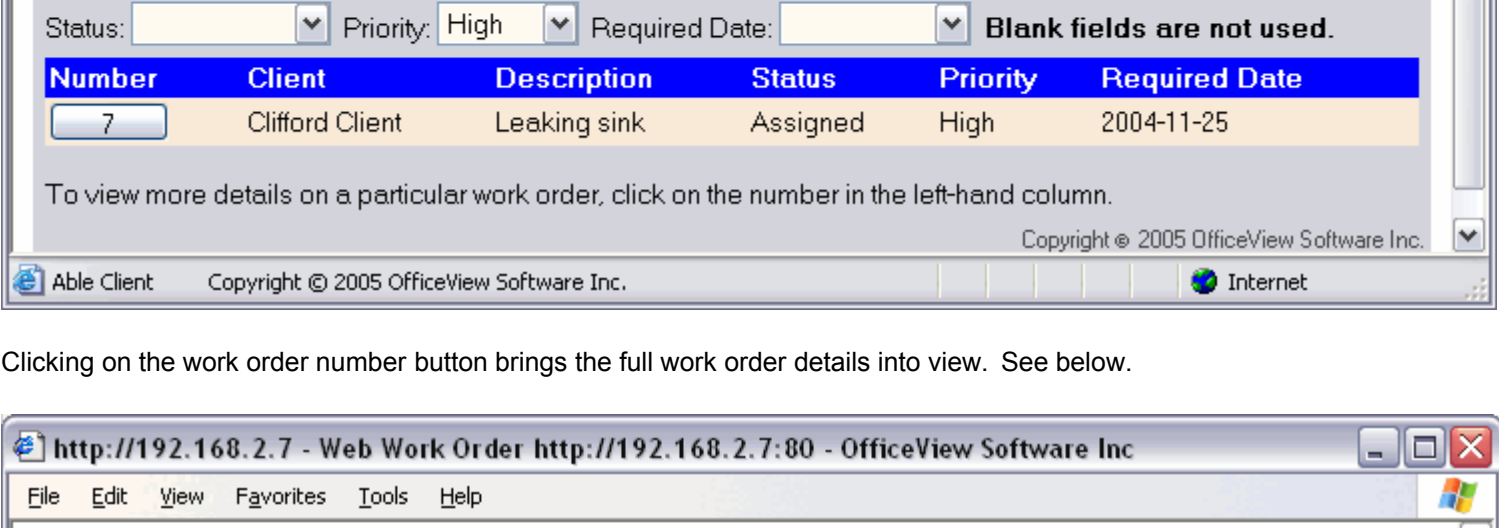 Status: Priority: High Required Date: Blank fields are not used.
Number Client Description Status Priority Required Date
7 Clifford Client Leaking sink Assigned High 2004-11-25
To view more details on a particular work order, click on the number in the left-hand column.
Copyright © 2005 OfficeView Software Inc.
Able Client Copyright © 2005 OfficeView Software Inc. Internet
Clicking on the work order number button brings the full work order details into view. See below.
http://192.168.2.7 - Web Work Order http://192.168.2.7:80 - OfficeView Software Inc
File Edit View Favorites Tools Help